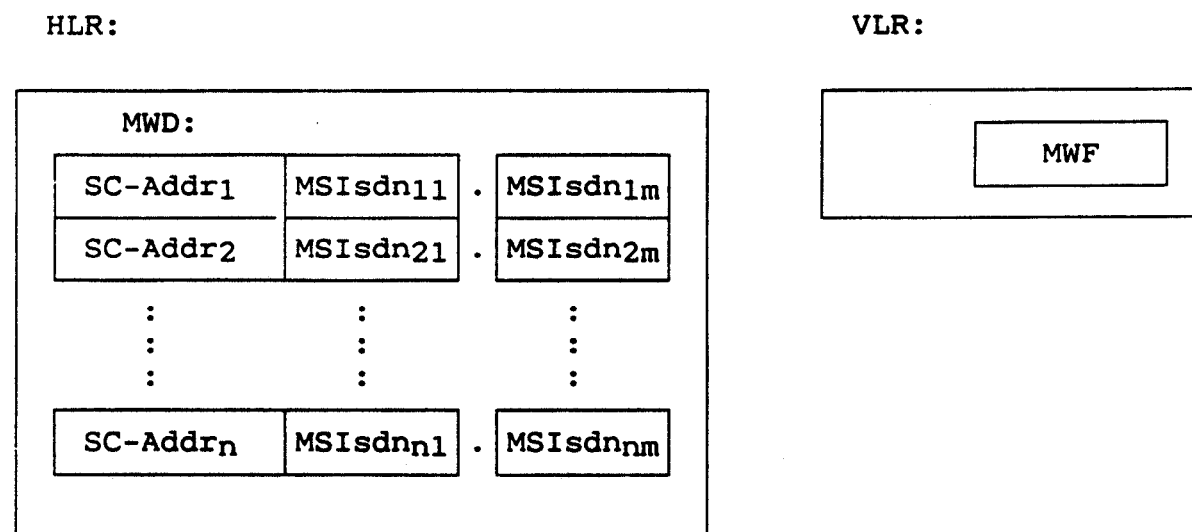 HLR: VLR:
MWD:
MWF
SC-Addr1 MSIsdn11 . MSIsdn1m
SC-Addr2 MSIsdn21 . MSIsdn2m
: : :
: : :
: : :
SC-Addrn MSIsdnn1 . MSIsdnnm